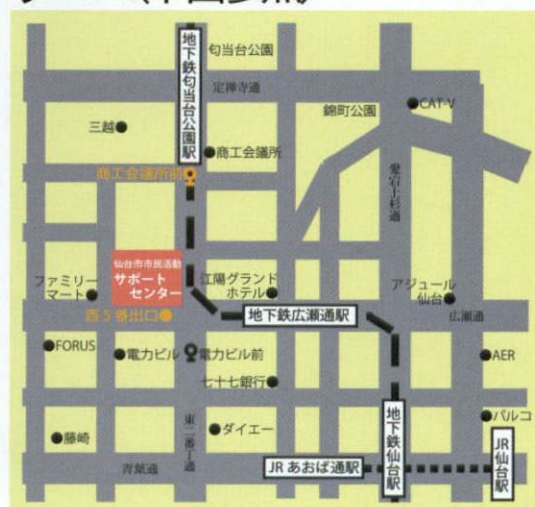 地下鉄勾当台公園駅
匂当台公園
定禅寺通
錦町公園
CAT-V
三越
商工会議所
商工会議所前
愛宕上杉通
仙台市市民活動
サポート
センター
ファミリー
マート
江陽グランド
ホテル
アジュール
仙台
西5番出口
地下鉄広瀬通駅
広瀬通
FORUS
電力ビル
電力ビル前
AER
七十七銀行
東二番丁通
ダイエー
地下鉄仙台駅
パルコ
藤崎
青葉通
JRあおば通駅
JR仙台駅